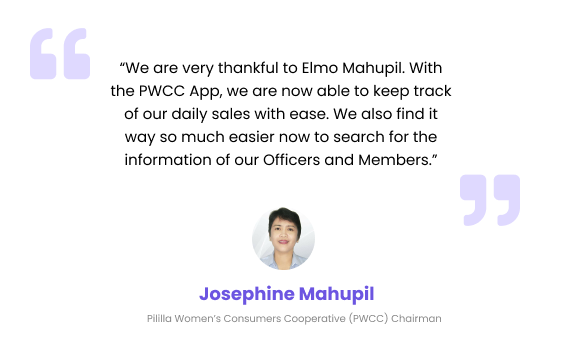 “We are very thankful to Elmo Mahupil. With
the PWCC App, we are now able to keep track
of our daily sales with ease. We also find it
way so much easier now to search for the
information of our Officers and Members.”
Josephine Mahupil
Pililla Women’s Consumers Cooperative (PWCC) Chairman